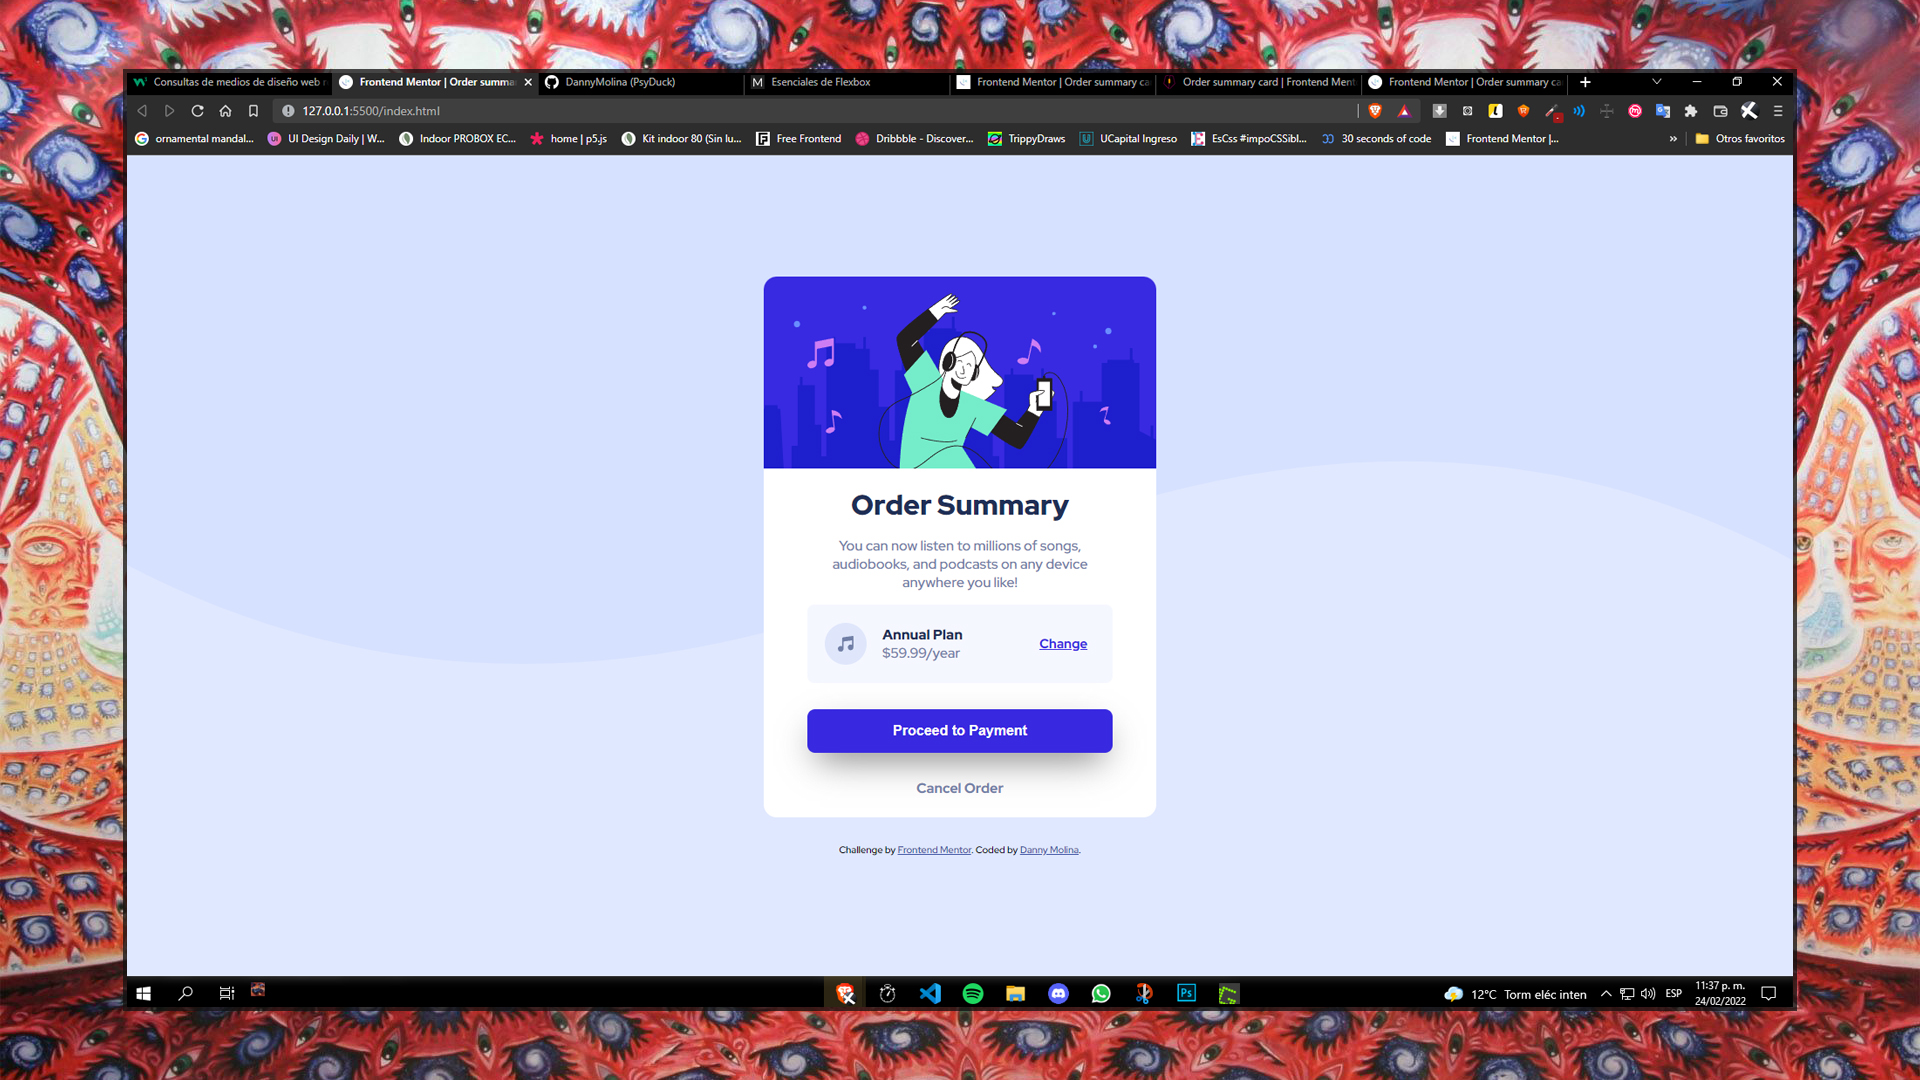 Consultas de medios de diseño web r
Frontend Mentor | Order summa
DannyMolina (PsyDuck)
Esenciales de Flexbox
Frontend Mentor | Order summary ca
Order summary card | Frontend Ment
Frontend Mentor | Order summary ca
127.0.0.1:5500/index.html
ornamental mandal...
UI Design Daily | W...
Indoor PROBOX EC...
home | p5.js
Kit indoor 80 (Sin lu...
Free Frontend
Dribbble - Discover...
TrippyDraws
UCapital Ingreso
EsCss #impoCSSibl...
30 seconds of code
Frontend Mentor |...
»
Otros favoritos
Order Summary
You can now listen to millions of songs,
audiobooks, and podcasts on any device
anywhere you like!
Annual Plan
$59.99/year
Change
Proceed to Payment
Cancel Order
Challenge by Frontend Mentor. Coded by Danny Molina.
Ps
12°C Torm eléc inten
ESP
11:37 p. m.
24/02/2022